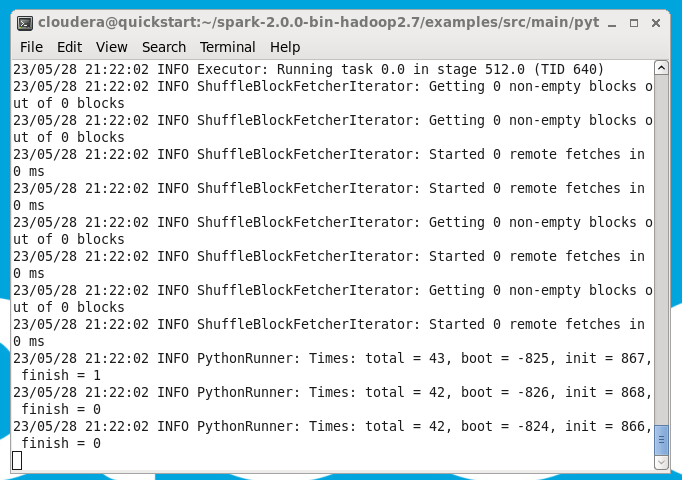 cloudera@quickstart:~/spark-2.0.0-bin-hadoop2.7/examples/src/main/pyt
File Edit View Search Terminal Help
23/05/28 21:22:02 INFO Executor: Running task 0.0 in stage 512.0 (TID 640)
23/05/28 21:22:02 INFO ShuffleBlockFetcherIterator: Getting 0 non-empty blocks o
ut of 0 blocks
23/05/28 21:22:02 INFO ShuffleBlockFetcherIterator: Getting 0 non-empty blocks o
ut of 0 blocks
23/05/28 21:22:02 INFO ShuffleBlockFetcherIterator: Started 0 remote fetches in
0 ms
23/05/28 21:22:02 INFO ShuffleBlockFetcherIterator: Started 0 remote fetches in
0 ms
23/05/28 21:22:02 INFO ShuffleBlockFetcherIterator: Getting 0 non-empty blocks o
ut of 0 blocks
23/05/28 21:22:02 INFO ShuffleBlockFetcherIterator: Started 0 remote fetches in
0 ms
23/05/28 21:22:02 INFO ShuffleBlockFetcherIterator: Getting 0 non-empty blocks o
ut of 0 blocks
23/05/28 21:22:02 INFO ShuffleBlockFetcherIterator: Started 0 remote fetches in
0 ms
23/05/28 21:22:02 INFO PythonRunner: Times: total = 43, boot = -825, init = 867,
finish = 1
23/05/28 21:22:02 INFO PythonRunner: Times: total = 42, boot = -826, init = 868,
finish = 0
23/05/28 21:22:02 INFO PythonRunner: Times: total = 42, boot = -824, init = 866,
finish = 0